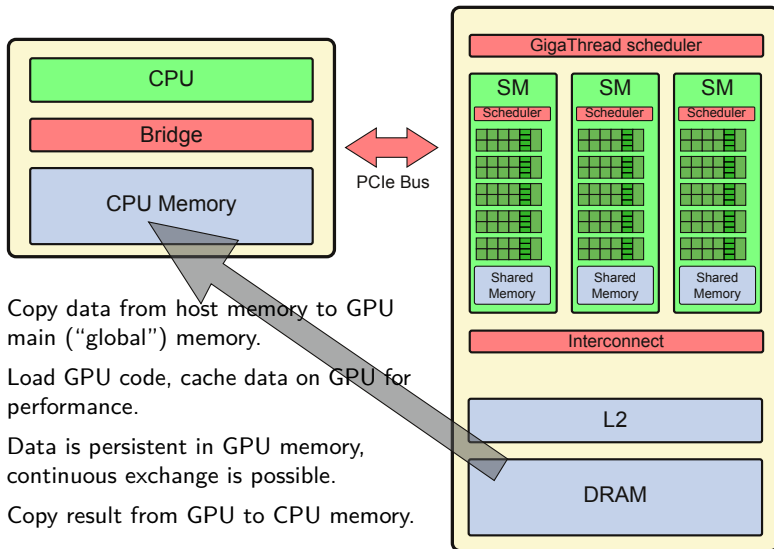 CPU
Bridge
CPU Memory
PCIe Bus
GigaThread scheduler
SM
Scheduler
Shared
Memory
SM
Scheduler
Shared
Memory
SM
Scheduler
Shared
Memory
Interconnect
L2
DRAM
Copy data from host memory to GPU
main (“global”) memory.
Load GPU code, cache data on GPU for
performance.
Data is persistent in GPU memory,
continuous exchange is possible.
Copy result from GPU to CPU memory.